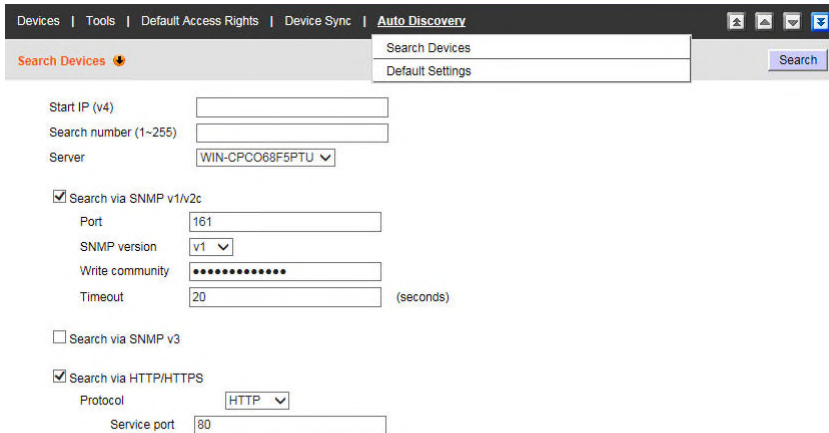 Devices | Tools | Default Access Rights | Device Sync | Auto Discovery
Search Devices
Default Settings
Search Devices
Search
Start IP (v4)
Search number (1~255)
Server WIN-CPCO68F5PTU
Search via SNMP v1/v2c
Port 161
SNMP version v1
Write community •••••••••••••
Timeout 20 (seconds)
Search via SNMP v3
Search via HTTP/HTTPS
Protocol HTTP
Service port 80